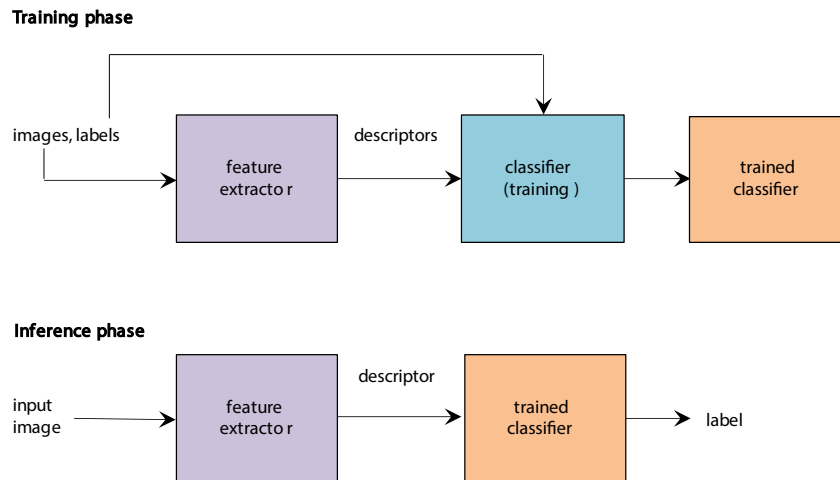 Training phase
images, labels
feature
extracto r
descriptors
classifier
(training )
trained
classifier
Inference phase
input
image
feature
extracto r
descriptor
trained
classifier
label